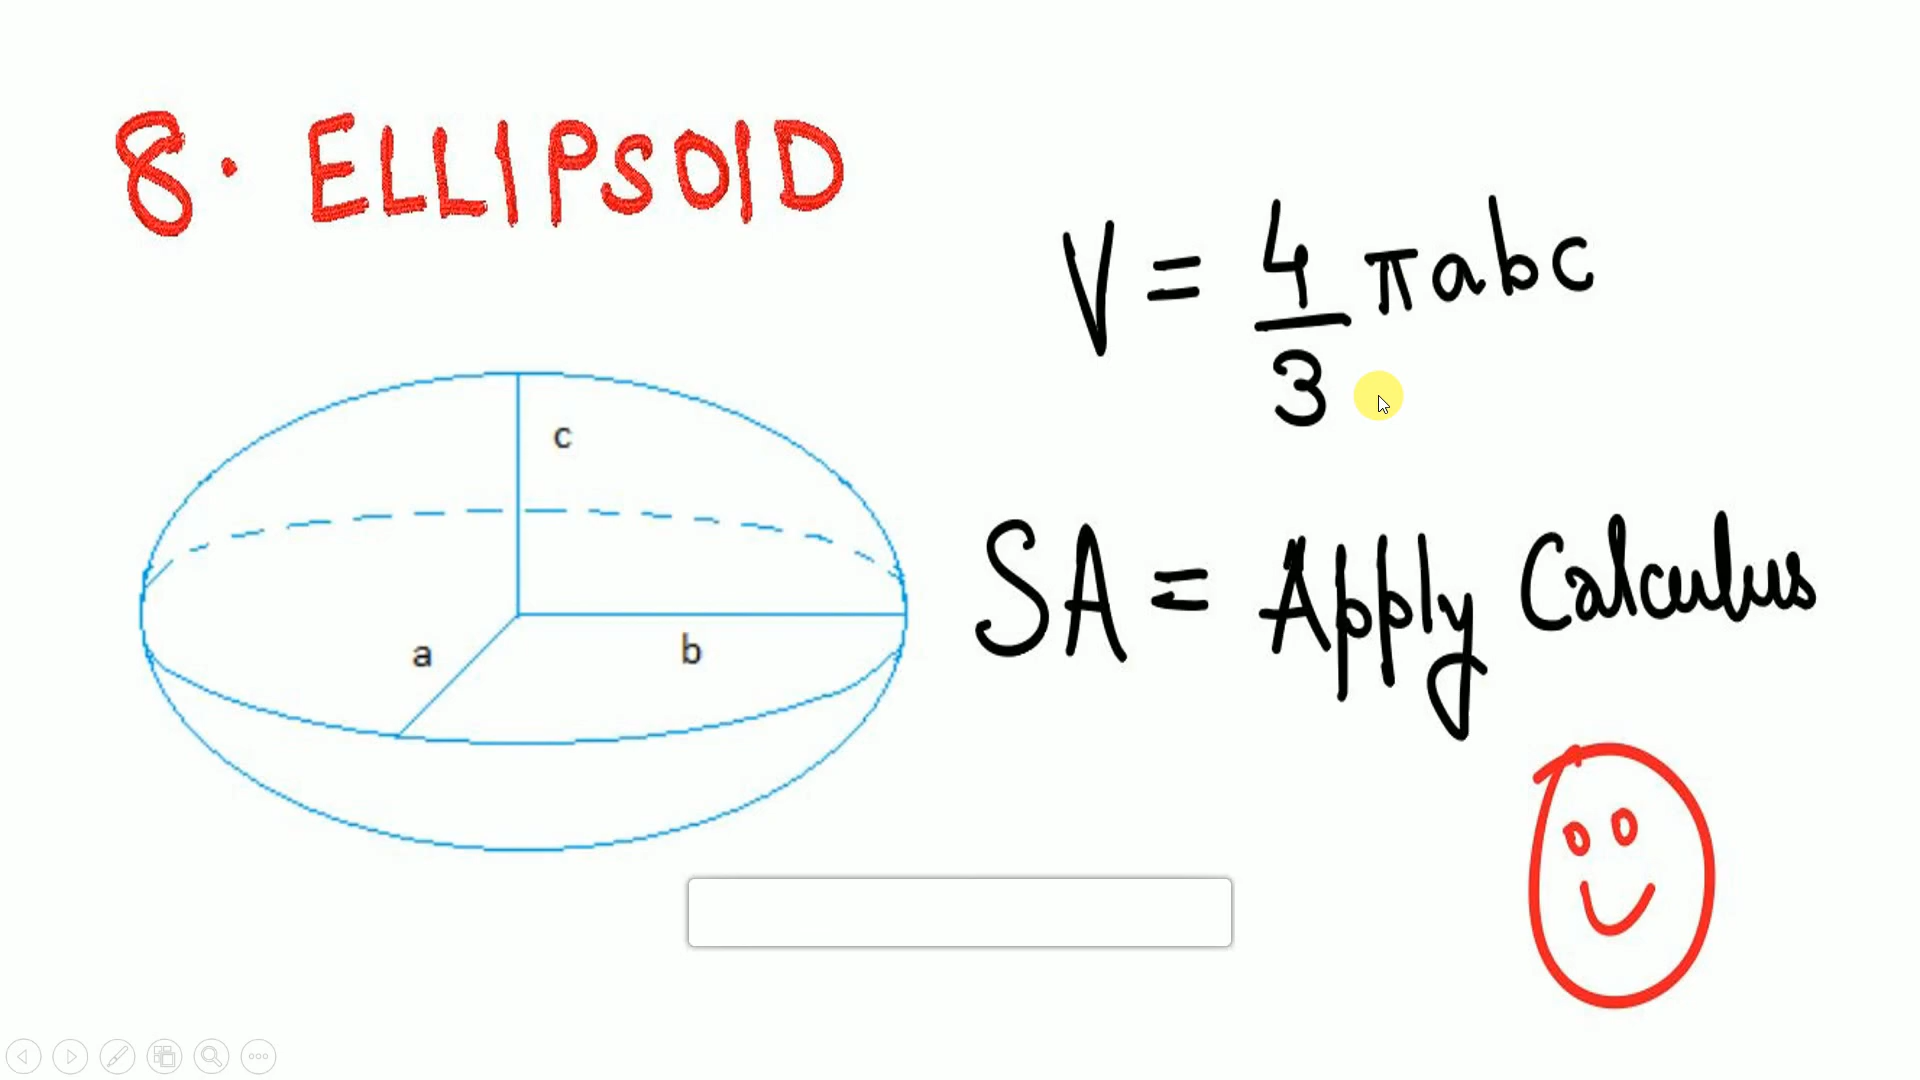 8. ELLIPSOID
V = 4/3 πabc
c
a
b
SA = Apply Calculus